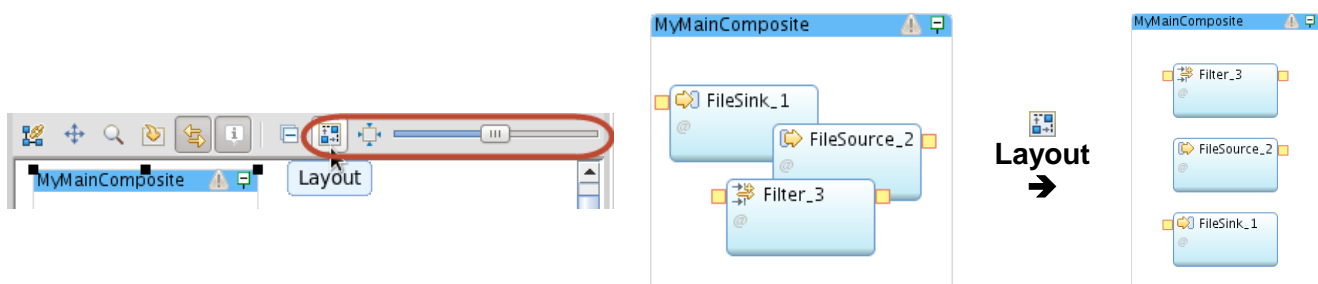 MyMainComposite
Layout
MyMainComposite
FileSink_1
@
FileSource_2
@
Filter_3
@
Layout
MyMainComposite
Filter_3
@
FileSource_2
@
FileSink_1
@